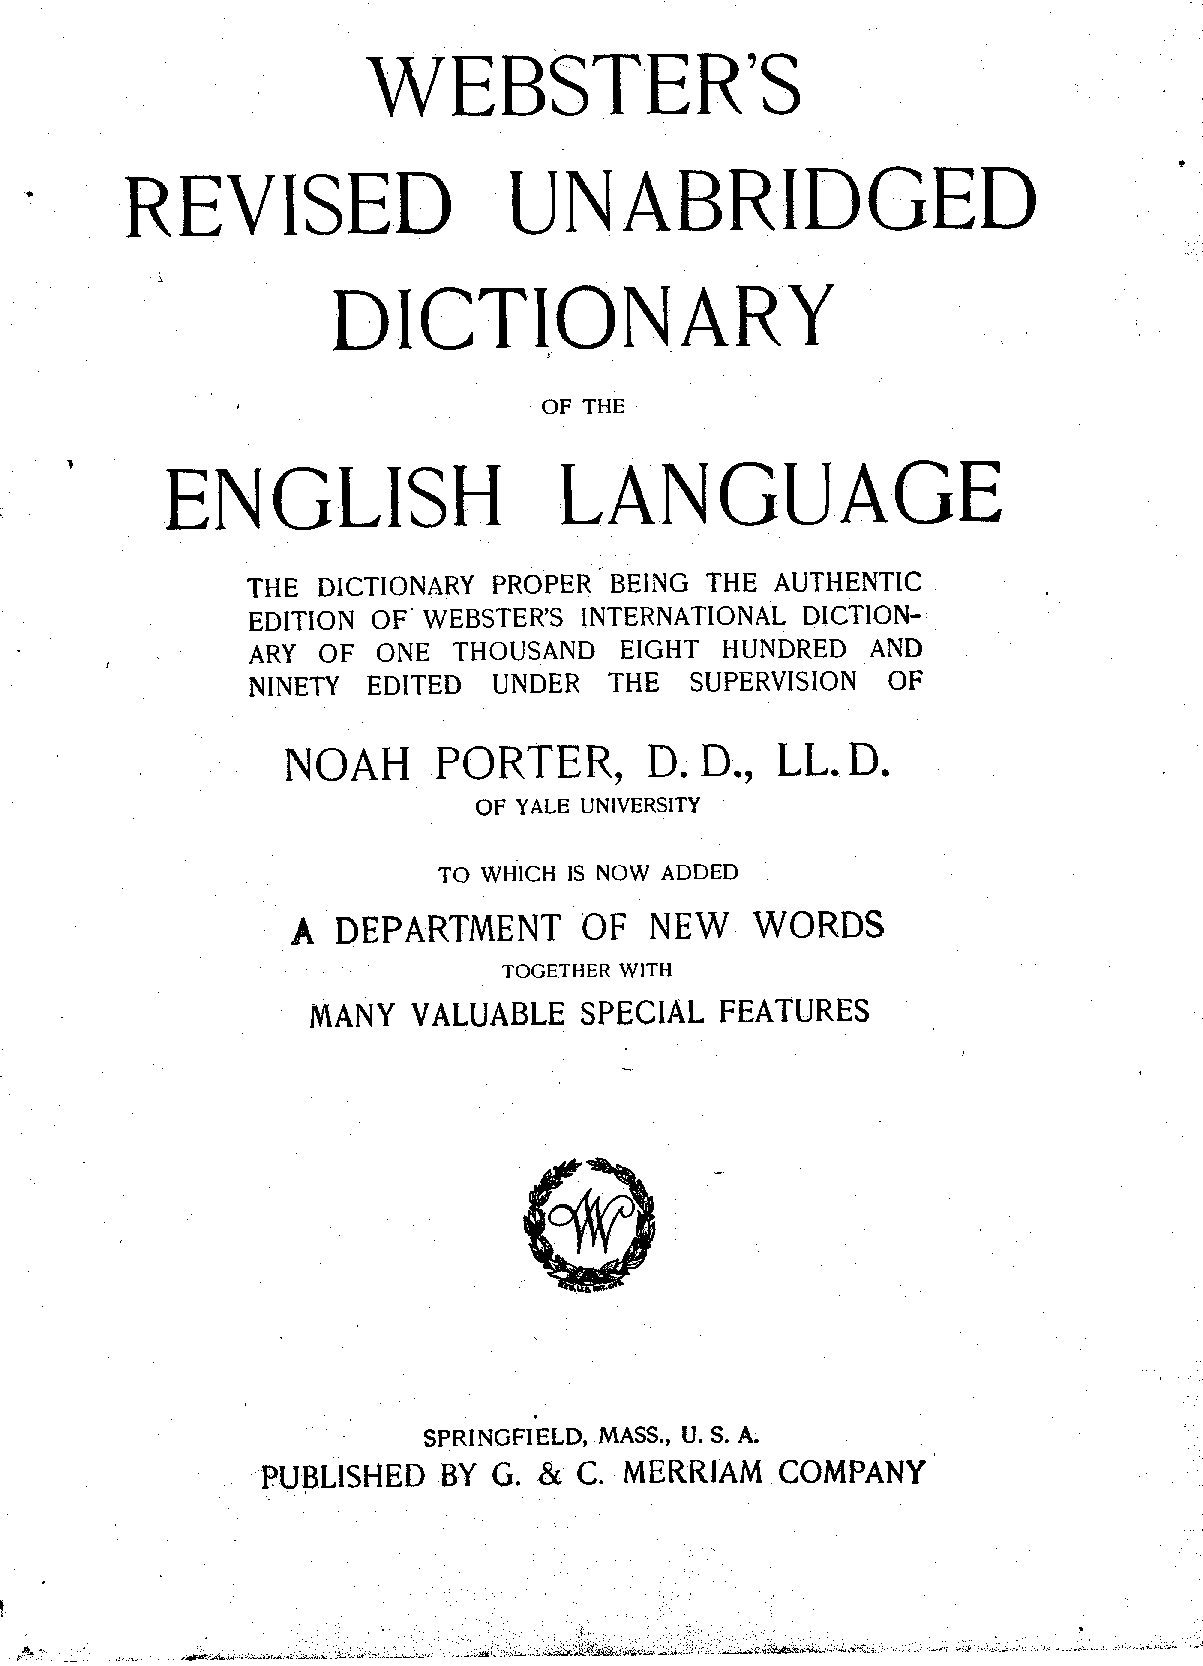 WEBSTER'S
REVISED UNABRIDGED
DICTIONARY
OF THE
ENGLISH LANGUAGE
THE DICTIONARY PROPER BEING THE AUTHENTIC
EDITION OF WEBSTER'S INTERNATIONAL DICTION-
ARY OF ONE THOUSAND EIGHT HUNDRED AND
NINETY EDITED UNDER THE SUPERVISION OF
NOAH PORTER, D. D., LL. D.
OF YALE UNIVERSITY
TO WHICH IS NOW ADDED
A DEPARTMENT OF NEW WORDS
TOGETHER WITH
MANY VALUABLE SPECIAL FEATURES
W
SPRINGFIELD, MASS., U. S. A.
PUBLISHED BY G. & C. MERRIAM COMPANY